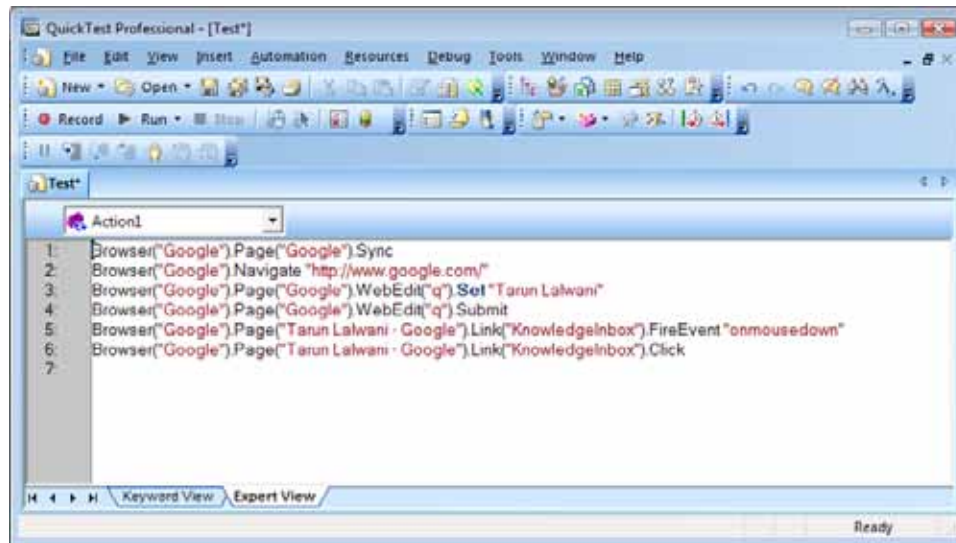 QuickTest Professional - [Test*]
File Edit View Insert Automation Resources Debug Tools Window Help
New Open
Record Run Stop
Test*
Action1
1: Browser("Google").Page("Google").Sync
2: Browser("Google").Navigate "http://www.google.com/"
3: Browser("Google").Page("Google").WebEdit("q").Set "Tarun Lalwani"
4: Browser("Google").Page("Google").WebEdit("q").Submit
5: Browser("Google").Page("Tarun Lalwani - Google").Link("KnowledgeInbox").FireEvent "onmousedown"
6: Browser("Google").Page("Tarun Lalwani - Google").Link("KnowledgeInbox").Click
7:
Keyword View Expert View
Ready